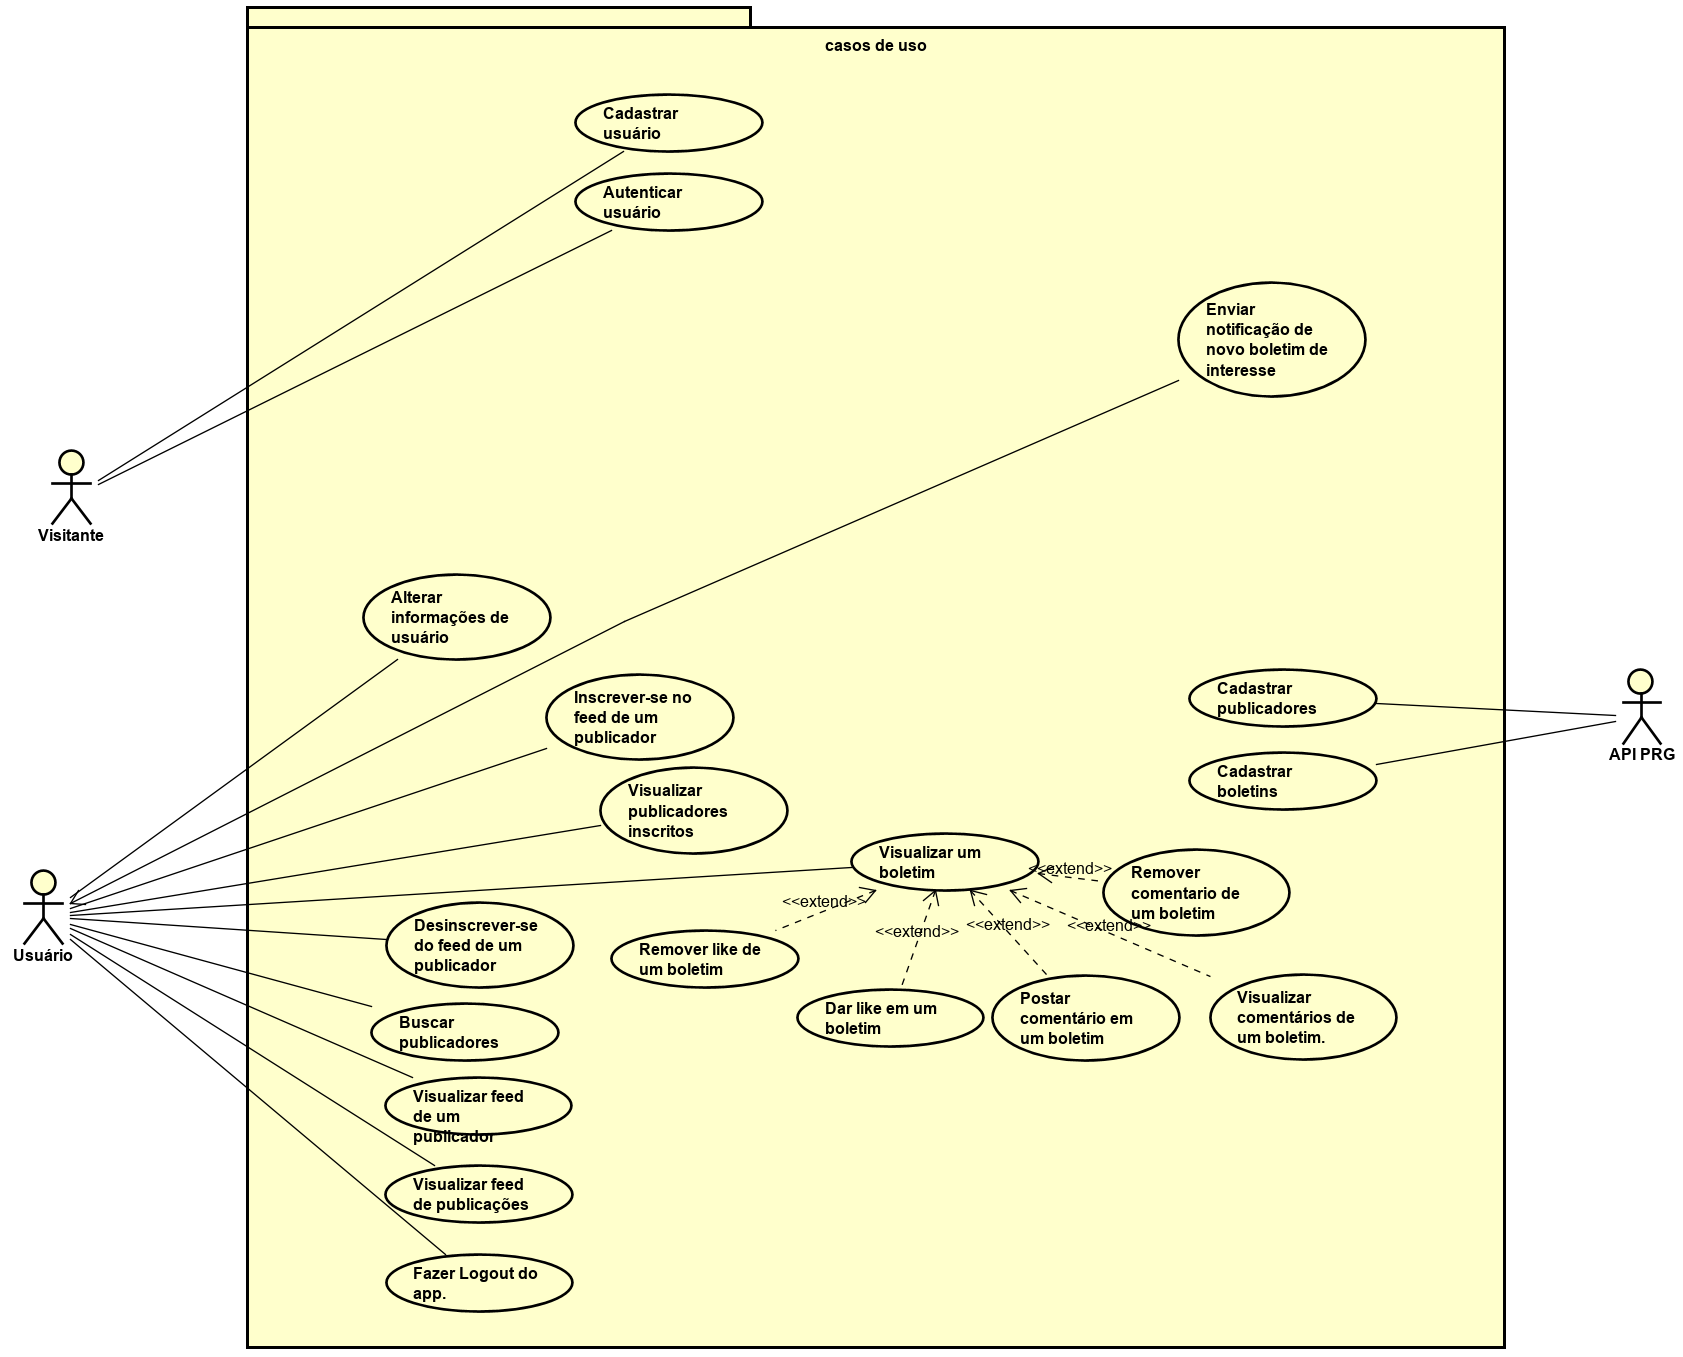 casos de uso
Cadastrar
usuário
Autenticar
usuário
Enviar
notificação de
novo boletim de
interesse
Visitante
Alterar
informações de
usuário
Inscrever-se no
feed de um
publicador
Cadastrar
publicadores
API PRG
Cadastrar
boletins
Visualizar
publicadores
inscritos
Visualizar um
boletim
<<extend>>
Remover
comentario de
um boletim
<<extend>>
<<extend>>
<<extend>>
<<extend>>
Usuário
Desinscrever-se
do feed de um
publicador
Remover like de
um boletim
Dar like em um
boletim
Postar
comentário em
um boletim
Visualizar
comentários de
um boletim.
Buscar
publicadores
Visualizar feed
de um
publicador
Visualizar feed
de publicações
Fazer Logout do
app.